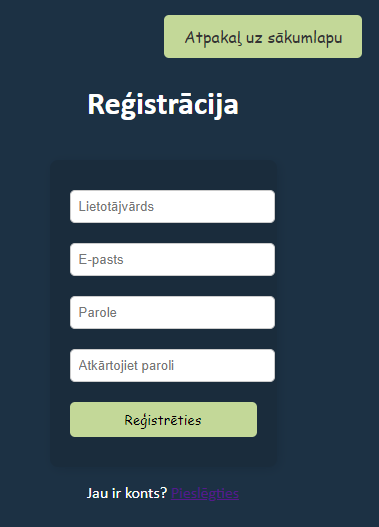 Atpakaļ uz sākumlapu
Reģistrācija
Lietotājvārds
E-pasts
Parole
Atkārtojiet paroli
Reģistrēties
Jau ir konts? Pieslēgties